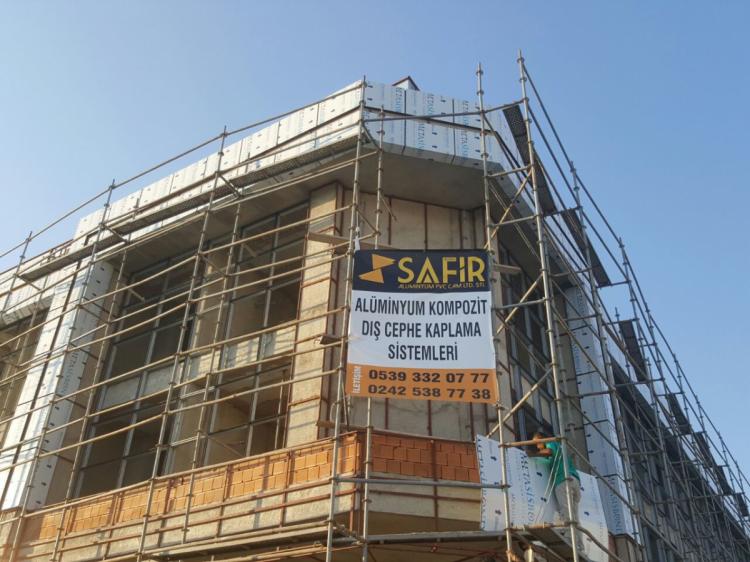 SAFİR
ALÜMİNYUM PVC CAM LTD. ŞTİ.
ALÜMİNYUM KOMPOZİT
DIŞ CEPHE KAPLAMA
SİSTEMLERİ
İLETİŞİM
0539 332 07 77
0242 538 77 38